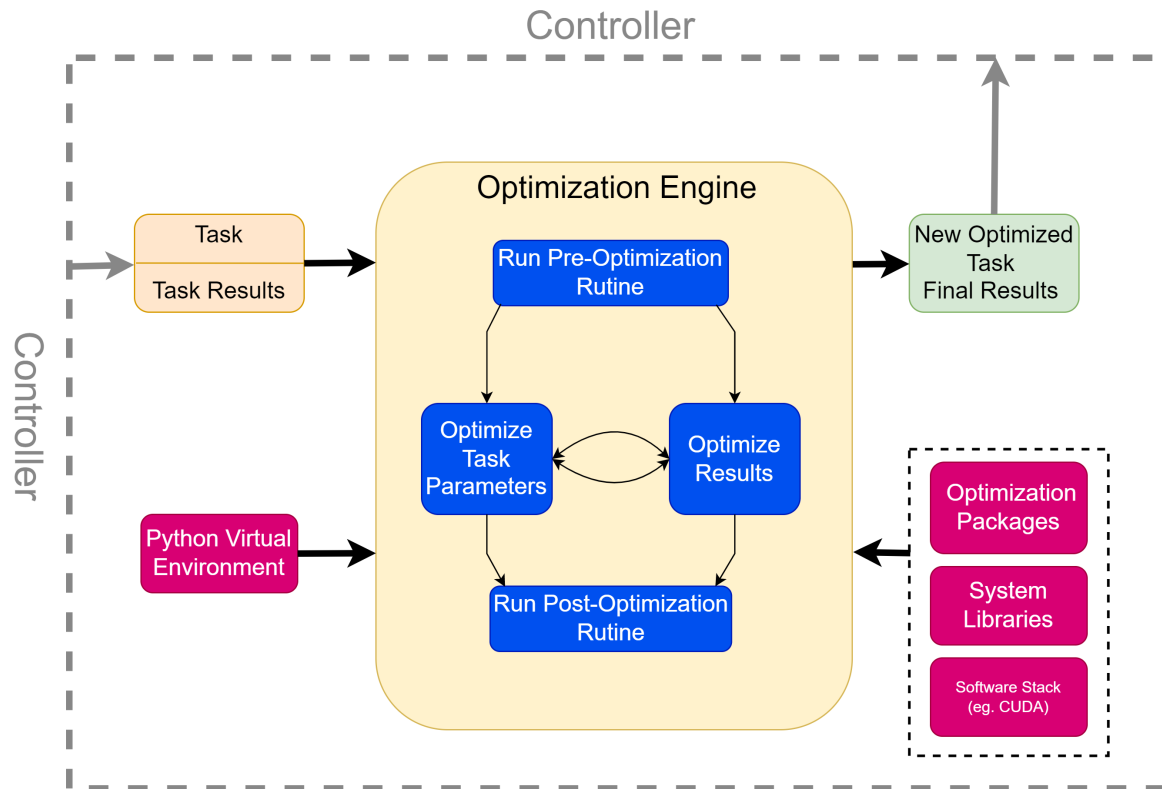 Controller
Controller
Task
Task Results
Optimization Engine
Run Pre-Optimization
Rutine
Optimize
Task
Parameters
Optimize
Results
Run Post-Optimization
Rutine
New Optimized
Task
Final Results
Python Virtual
Environment
Optimization
Packages
System
Libraries
Software Stack
(eg. CUDA)